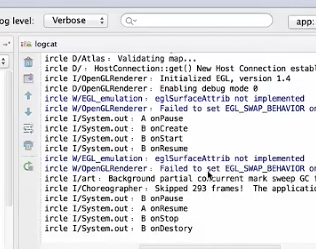 log level: Verbose app:
logcat
ircle D/Atlas: Validating map...
ircle D/: HostConnection::get() New Host Connection establ
ircle I/OpenGLRenderer: Initialized EGL, version 1.4
ircle D/OpenGLRenderer: Enabling debug mode 0
ircle W/EGL_emulation: eglSurfaceAttrib not implemented
ircle W/OpenGLRenderer: Failed to set EGL_SWAP_BEHAVIOR on
ircle I/System.out: A onPause
ircle I/System.out: B onCreate
ircle I/System.out: B onStart
ircle I/System.out: B onResume
ircle W/EGL_emulation: eglSurfaceAttrib not implemented
ircle W/OpenGLRenderer: Failed to set EGL_SWAP_BEHAVIOR on
ircle I/art: Background partial concurrent mark sweep GC f
ircle I/Choreographer: Skipped 293 frames! The applicatio
ircle I/System.out: B onPause
ircle I/System.out: A onResume
ircle I/System.out: B onStop
ircle I/System.out: B onDestory